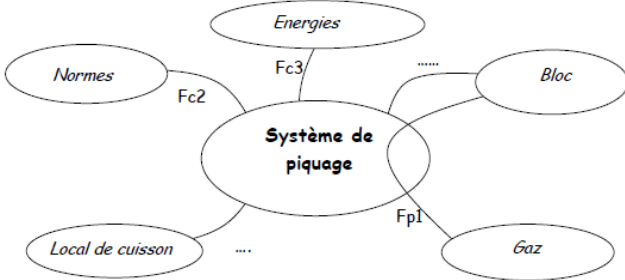 Energies
Normes
Fc3
......
Bloc
Fc2
Système de
piquage
Fp1
Local de cuisson
....
Gaz